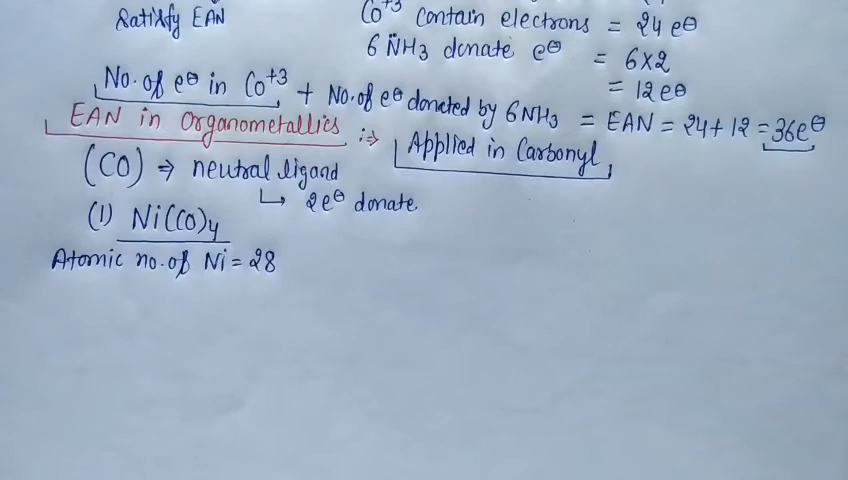 Satisfy EAN
Co+3 contain electrons = 24 e⊖
6 N̈H3 donate e⊖ = 6×2
= 12e⊖
No. of e⊖ in Co+3 + No. of e⊖ donated by 6NH3 = EAN = 24+12 = 36e⊖
EAN in Organometallics :⇒ Applied in Carbonyl
(CO) ⇒ neutral ligand
↳ 2e⊖ donate
(1) Ni(CO)4
Atomic no. of Ni = 28